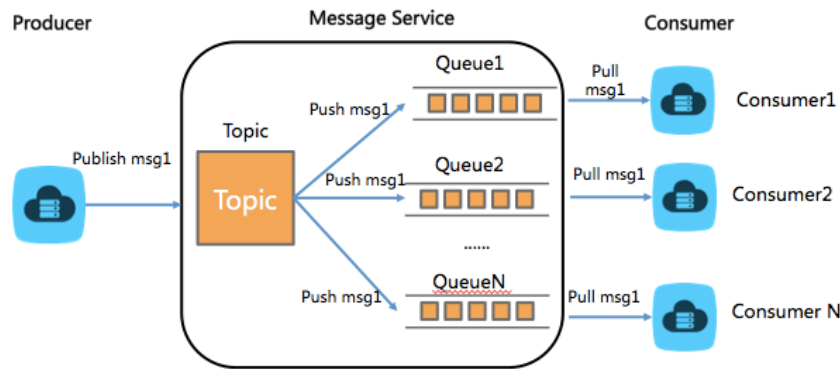 Producer
Message Service
Consumer
Publish msg1
Topic
Topic
Push msg1
Queue1
Pull
msg1
Consumer1
Push msg1
Queue2
Pull msg1
Consumer2
......
Push msg1
QueueN
Pull msg1
Consumer N